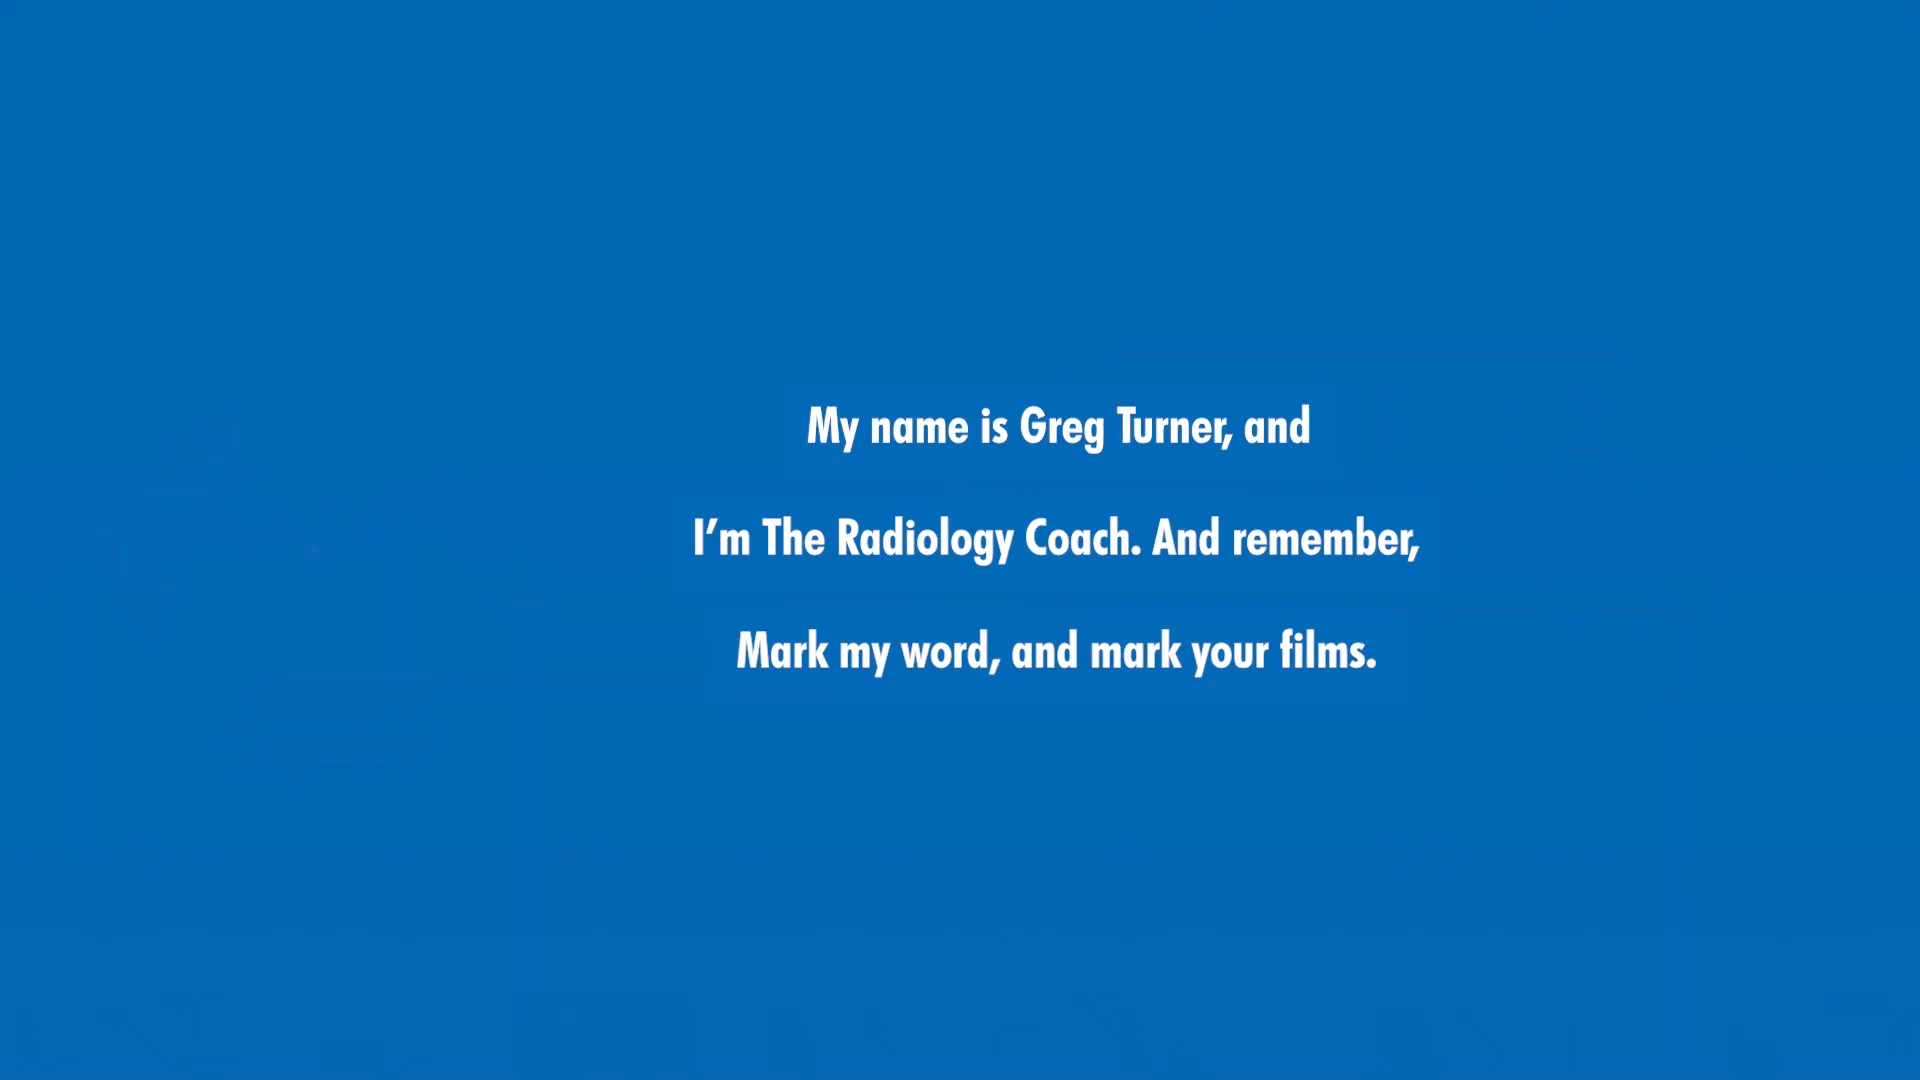 My name is Greg Turner, and
I’m The Radiology Coach. And remember,
Mark my word, and mark your films.